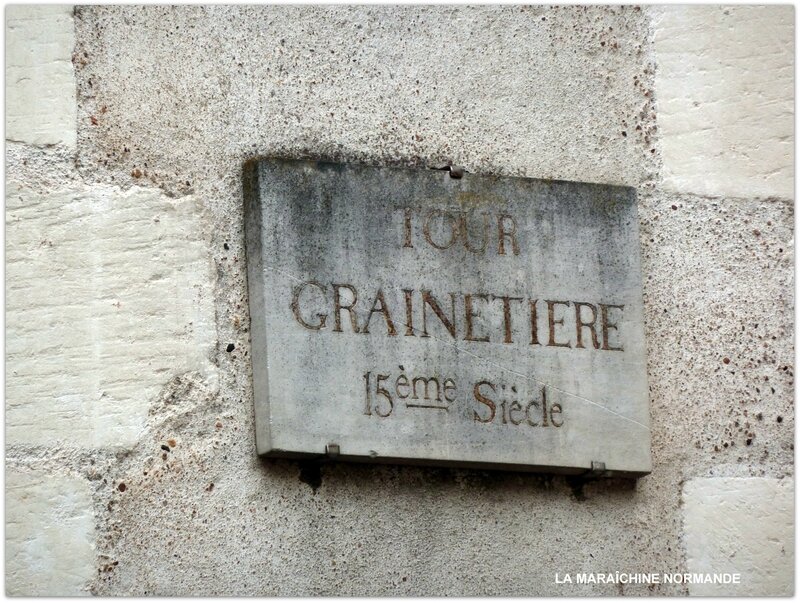 TOUR
GRAINETIERE
15ème Siècle
LA MARAÎCHINE NORMANDE